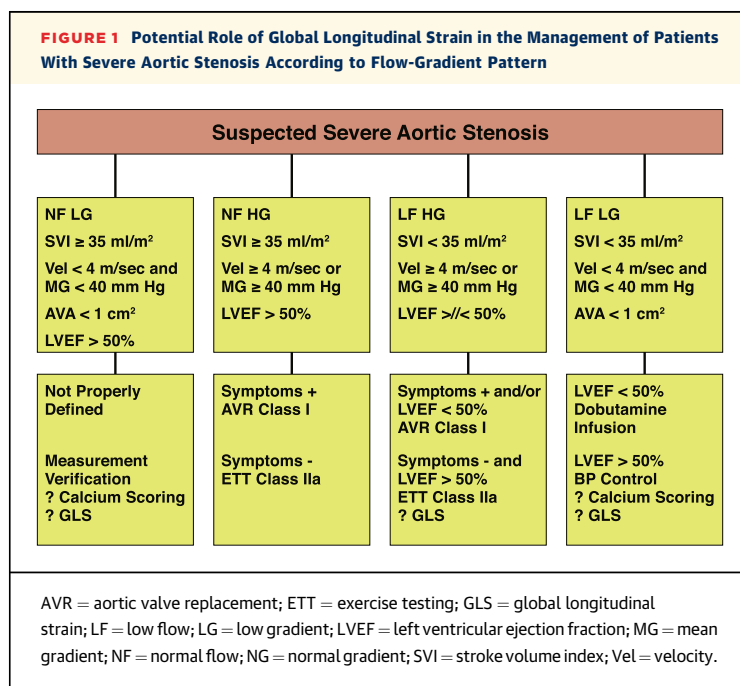 FIGURE 1 Potential Role of Global Longitudinal Strain in the Management of Patients
With Severe Aortic Stenosis According to Flow-Gradient Pattern
Suspected Severe Aortic Stenosis
NF LG
SVI ≥ 35 ml/m²
Vel < 4 m/sec and
MG < 40 mm Hg
AVA < 1 cm²
LVEF > 50%
NF HG
SVI ≥ 35 ml/m²
Vel ≥ 4 m/sec or
MG ≥ 40 mm Hg
LVEF > 50%
LF HG
SVI < 35 ml/m²
Vel ≥ 4 m/sec or
MG ≥ 40 mm Hg
LVEF >//< 50%
LF LG
SVI < 35 ml/m²
Vel < 4 m/sec and
MG < 40 mm Hg
AVA < 1 cm²
Not Properly
Defined
Measurement
Verification
? Calcium Scoring
? GLS
Symptoms +
AVR Class I
Symptoms -
ETT Class IIa
Symptoms + and/or
LVEF < 50%
AVR Class I
Symptoms - and
LVEF > 50%
ETT Class IIa
? GLS
LVEF < 50%
Dobutamine
Infusion
LVEF > 50%
BP Control
? Calcium Scoring
? GLS
AVR = aortic valve replacement; ETT = exercise testing; GLS = global longitudinal
strain; LF = low flow; LG = low gradient; LVEF = left ventricular ejection fraction; MG = mean
gradient; NF = normal flow; NG = normal gradient; SVI = stroke volume index; Vel = velocity.